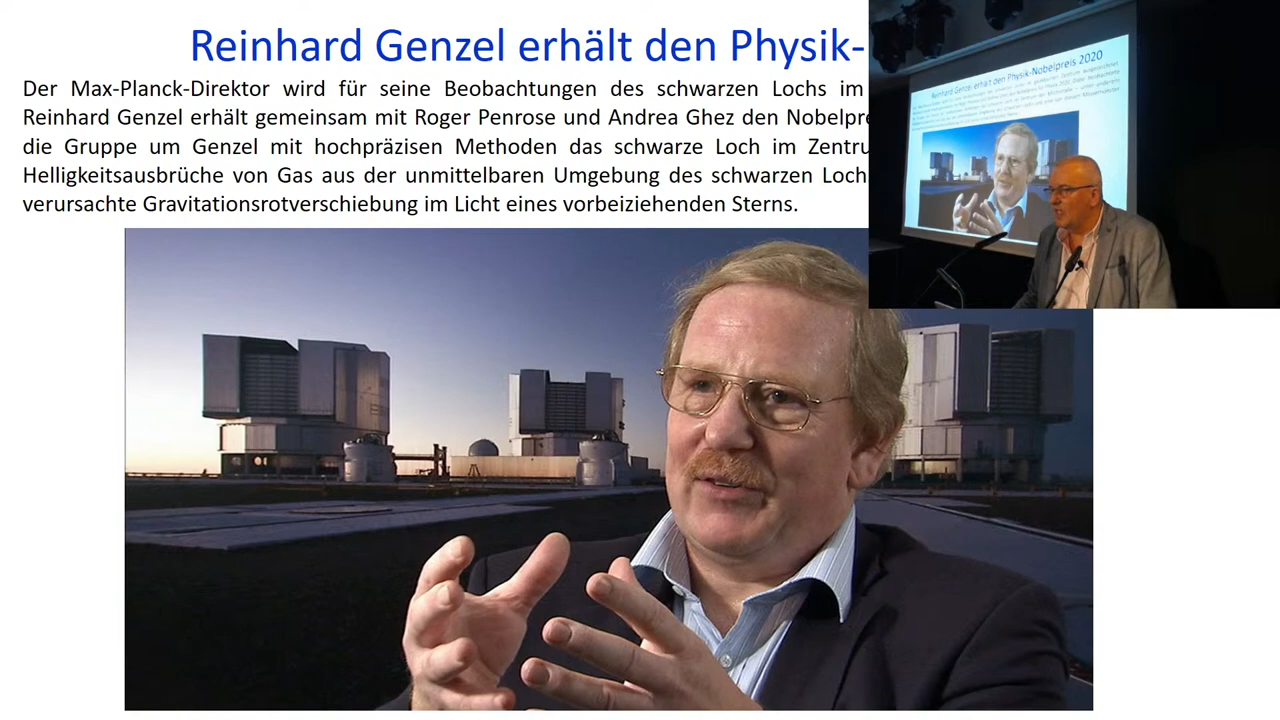 Reinhard Genzel erhält den Physik-
Der Max-Planck-Direktor wird für seine Beobachtungen des schwarzen Lochs im
Reinhard Genzel erhält gemeinsam mit Roger Penrose und Andrea Ghez den Nobelpre
die Gruppe um Genzel mit hochpräzisen Methoden das schwarze Loch im Zentru
Helligkeitsausbrüche von Gas aus der unmittelbaren Umgebung des schwarzen Loch
verursachte Gravitationsrotverschiebung im Licht eines vorbeiziehenden Sterns.
Reinhard Genzel erhält den Physik-Nobelpreis 2020